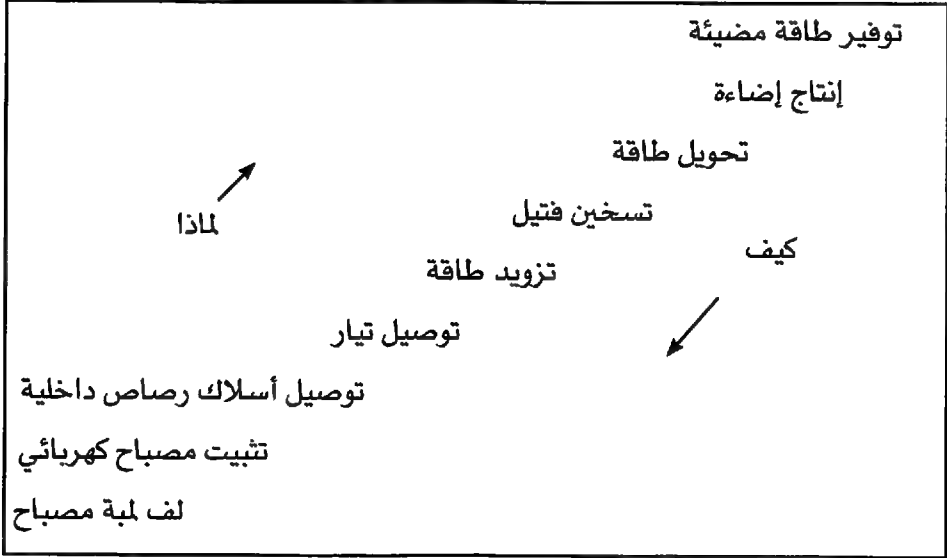 توفير طاقة مضيئة
إنتاج إضاءة
تحويل طاقة
تسخين فتيل
لماذا
كيف
تزويد طاقة
توصيل تيار
توصيل أسلاك رصاص داخلية
تثبيت مصباح كهربائي
لف لمبة مصباح